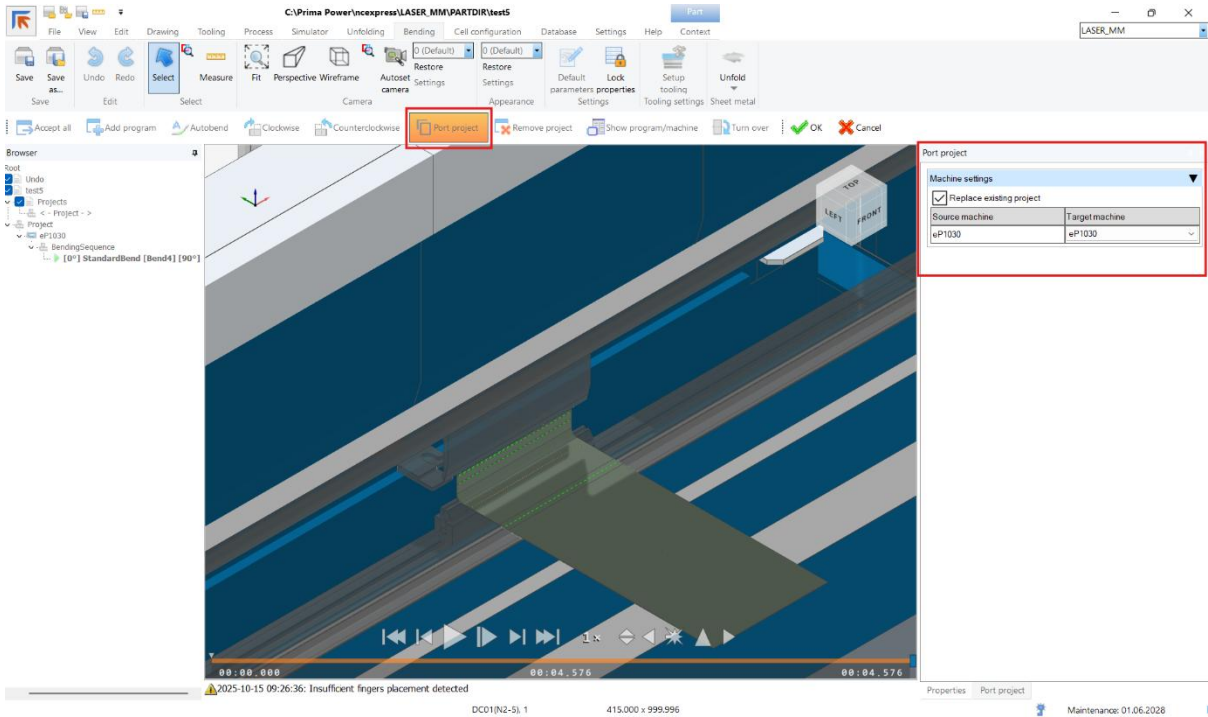 C:\Prima Power\ncexpress\LASER_MM\PARTDIR\test5
Part
File View Edit Drawing Tooling Process Simulator Unfolding Bending Cell configuration Database Settings Help Context
LASER_MM
0 (Default) 0 (Default)
Restore Restore
Save Save as... Undo Redo Select Measure Fit Perspective Wireframe Autoset camera Settings Settings Default parameters Lock properties Setup tooling Unfold
Save Edit Select Camera Appearance Settings Tooling settings Sheet metal
Accept all Add program Autobend Clockwise Counterclockwise Port project Remove project Show program/machine Turn over OK Cancel
Browser
Root
Undo
test5
Projects
< - Project - >
Project
eP1030
BendingSequence
[0°] StandardBend [Bend4] [90°]
TOP
LEFT FRONT
Port project
Machine settings
Replace existing project
Source machine Target machine
eP1030 eP1030
1x
00:00.000 00:04.576 00:04.576
2025-10-15 09:26:36: Insufficient fingers placement detected
Properties Port project
DC01(N2-5), 1 415.000 x 999.996 Maintenance: 01.06.2028